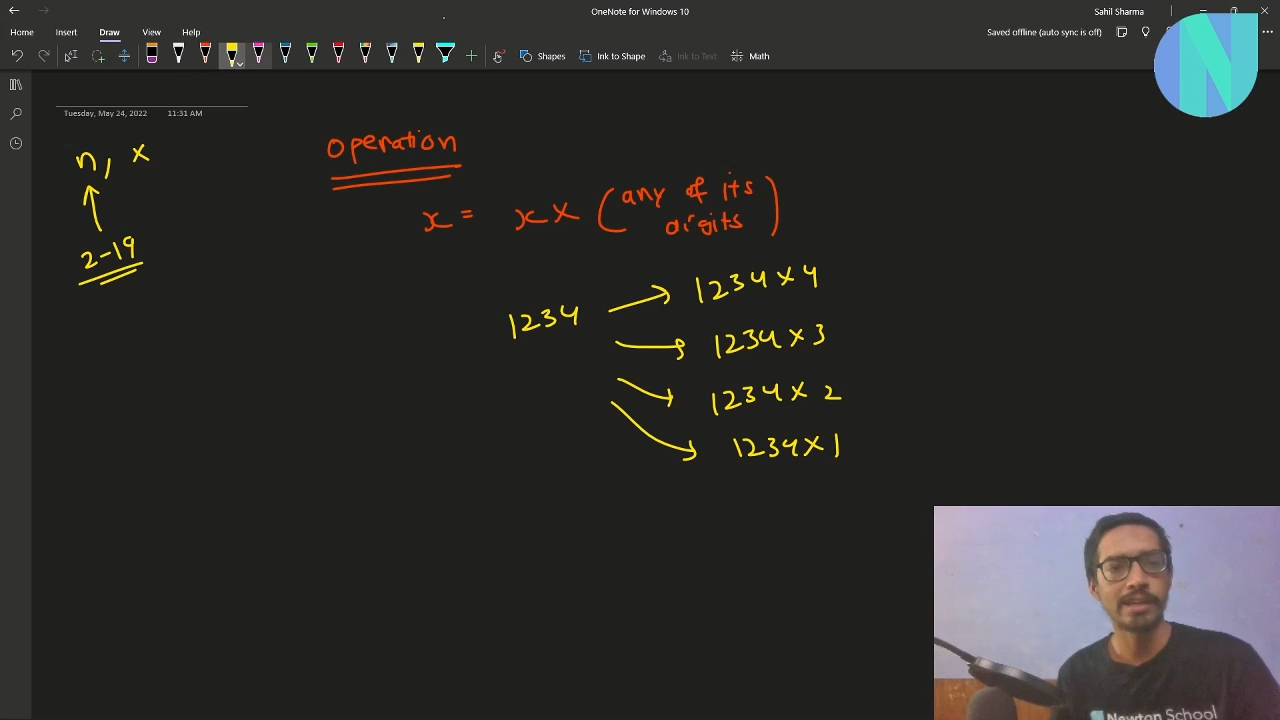 OneNote for Windows 10
Sahil Sharma
Home Insert Draw View Help
Saved offline (auto sync is off)
Shapes Ink to Shape Ink to Text Math
Tuesday, May 24, 2022 11:31 AM
n, x
2-19
operation
x = x × (any of its
digits)
1234
1234 × 4
1234 × 3
1234 × 2
1234 × 1
Newton School